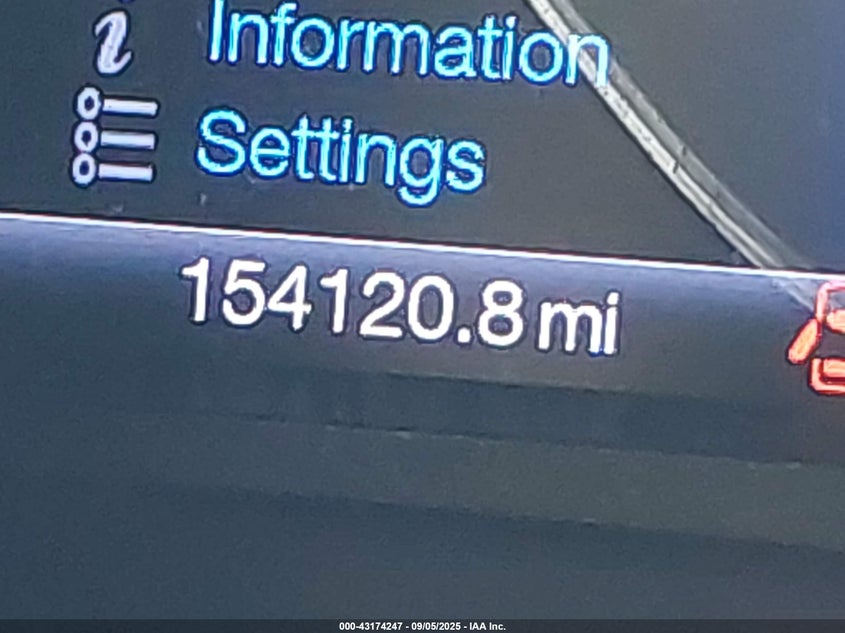 Information
Settings
154120.8 mi
000-43174247 - 09/05/2025 - IAA Inc.